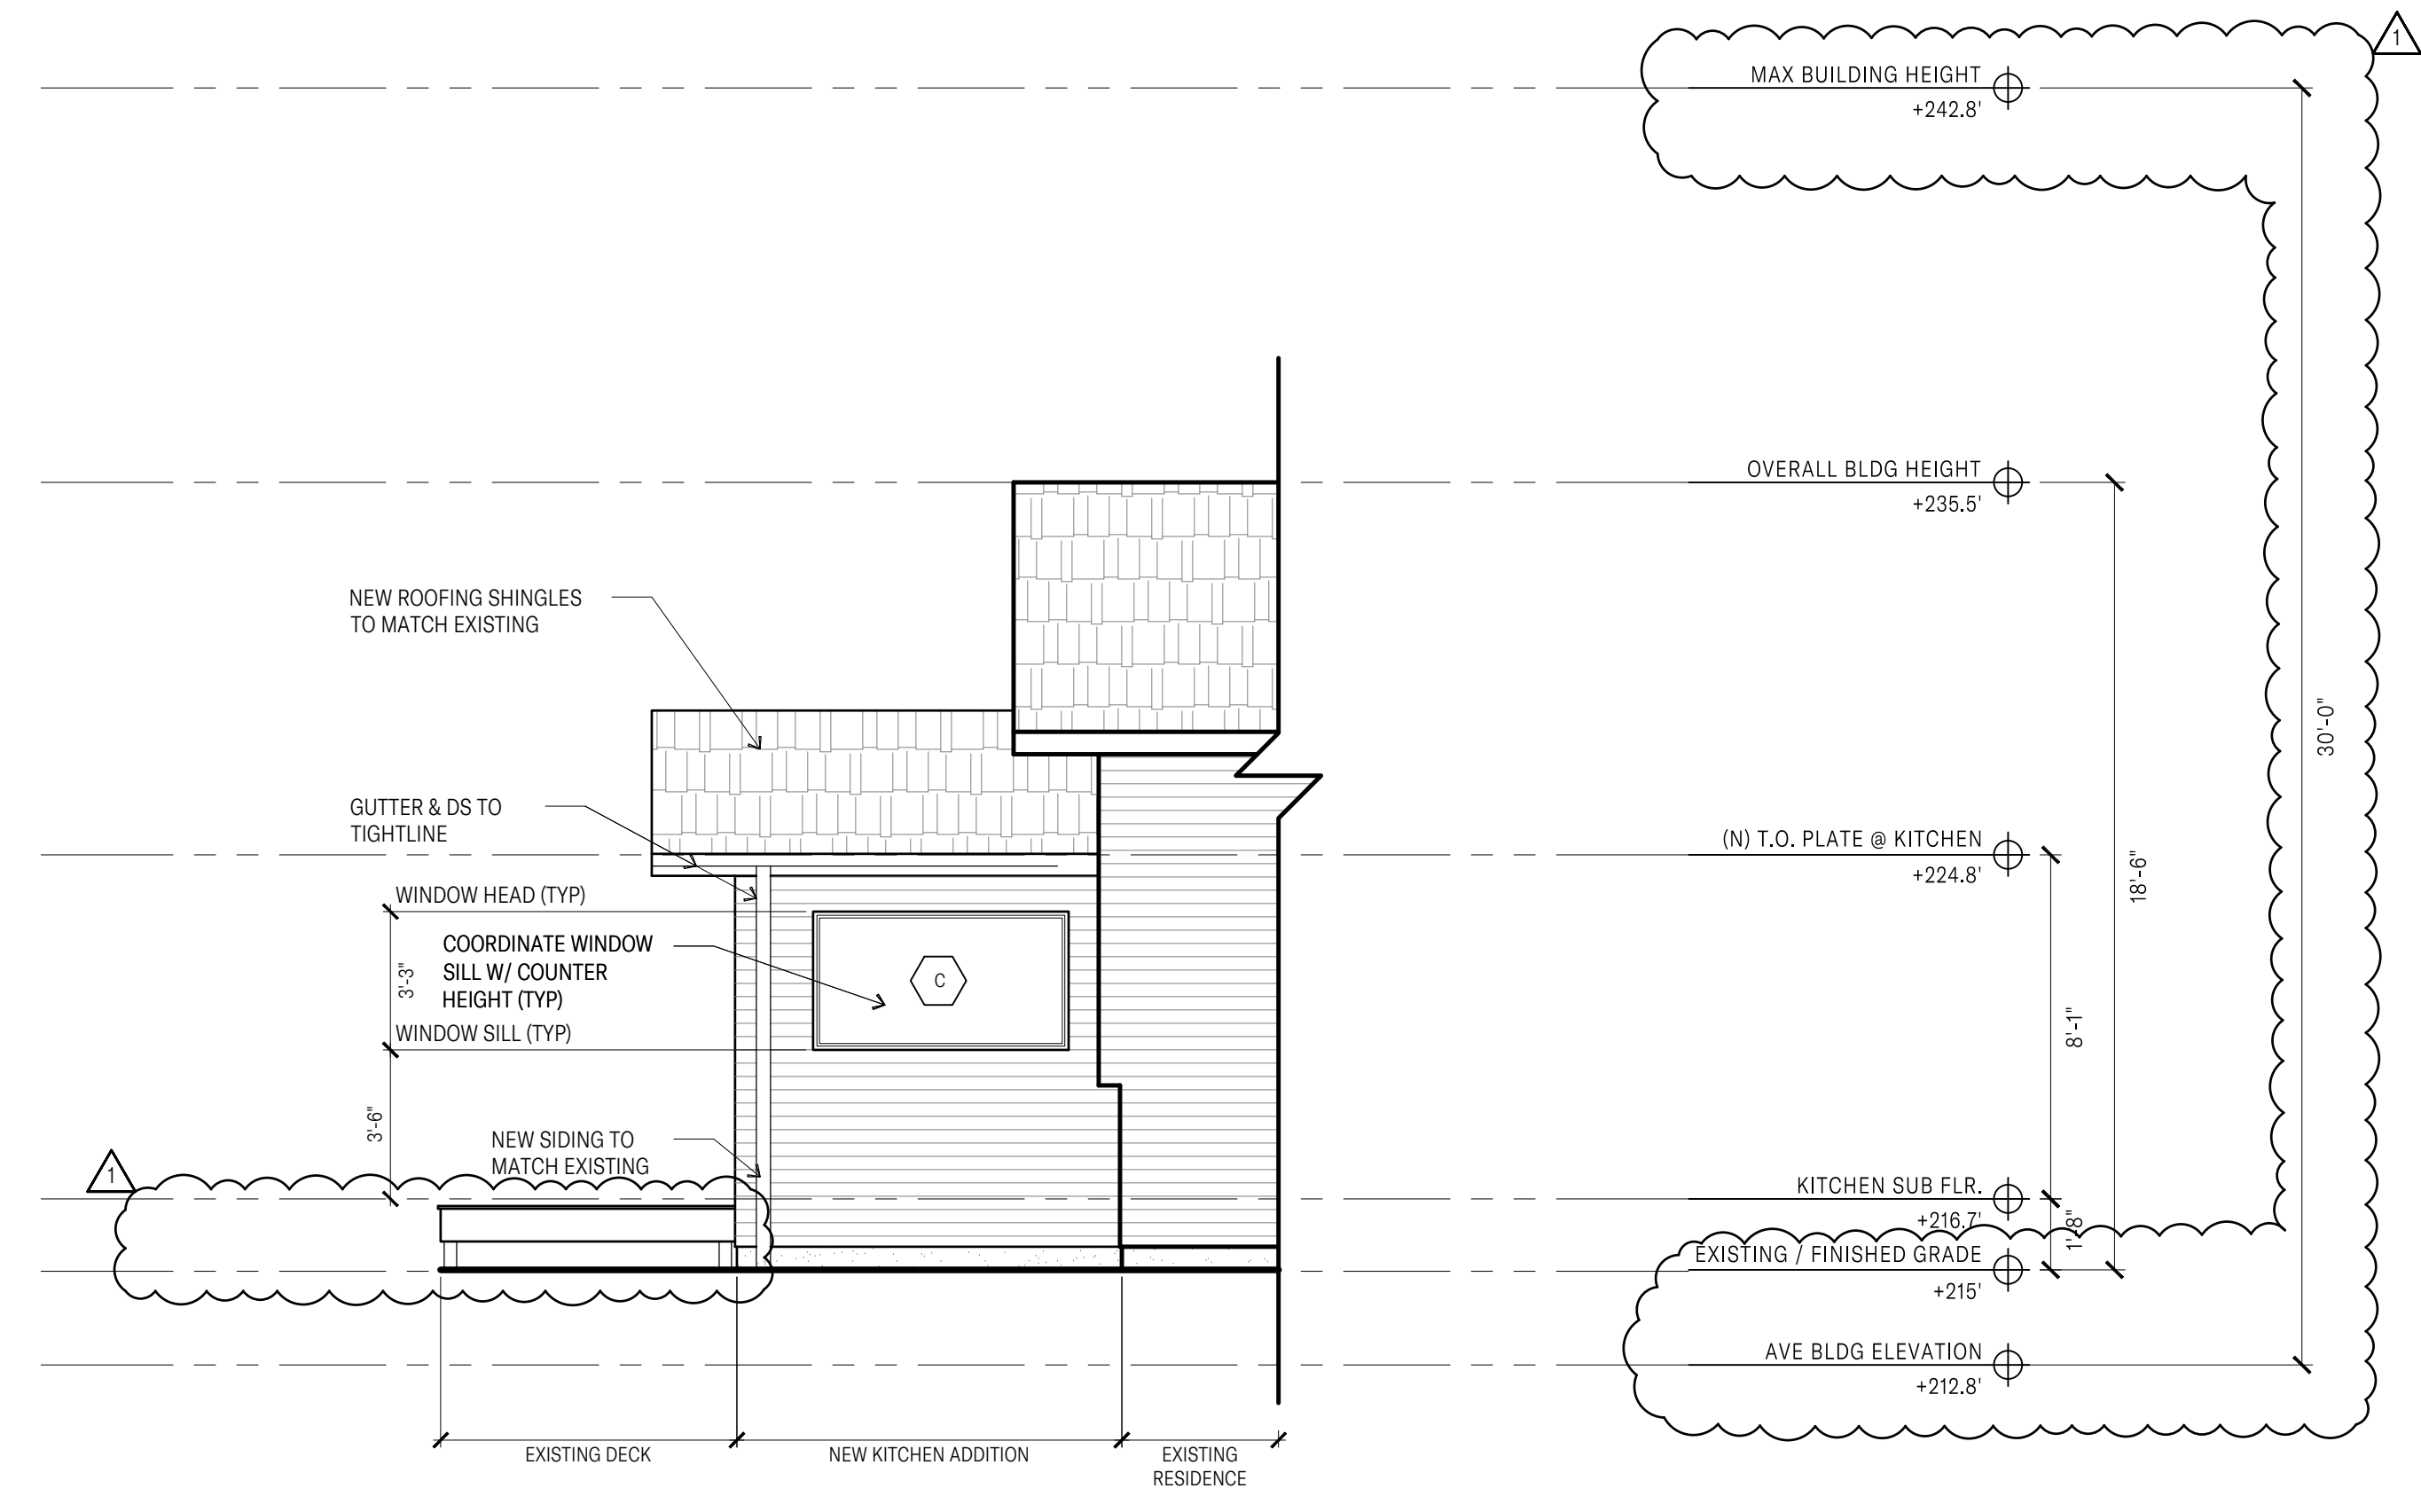 1
MAX BUILDING HEIGHT
+242.8'
OVERALL BLDG HEIGHT
+235.5'
NEW ROOFING SHINGLES
TO MATCH EXISTING
30'-0"
GUTTER & DS TO
TIGHTLINE
(N) T.O. PLATE @ KITCHEN
+224.8'
18'-6"
WINDOW HEAD (TYP)
3'-3"
COORDINATE WINDOW
SILL W/ COUNTER
HEIGHT (TYP)
C
WINDOW SILL (TYP)
8'-1"
3'-6"
NEW SIDING TO
MATCH EXISTING
1
KITCHEN SUB FLR.
+216.7'
1'-8"
EXISTING / FINISHED GRADE
+215'
AVE BLDG ELEVATION
+212.8'
EXISTING DECK
NEW KITCHEN ADDITION
EXISTING
RESIDENCE